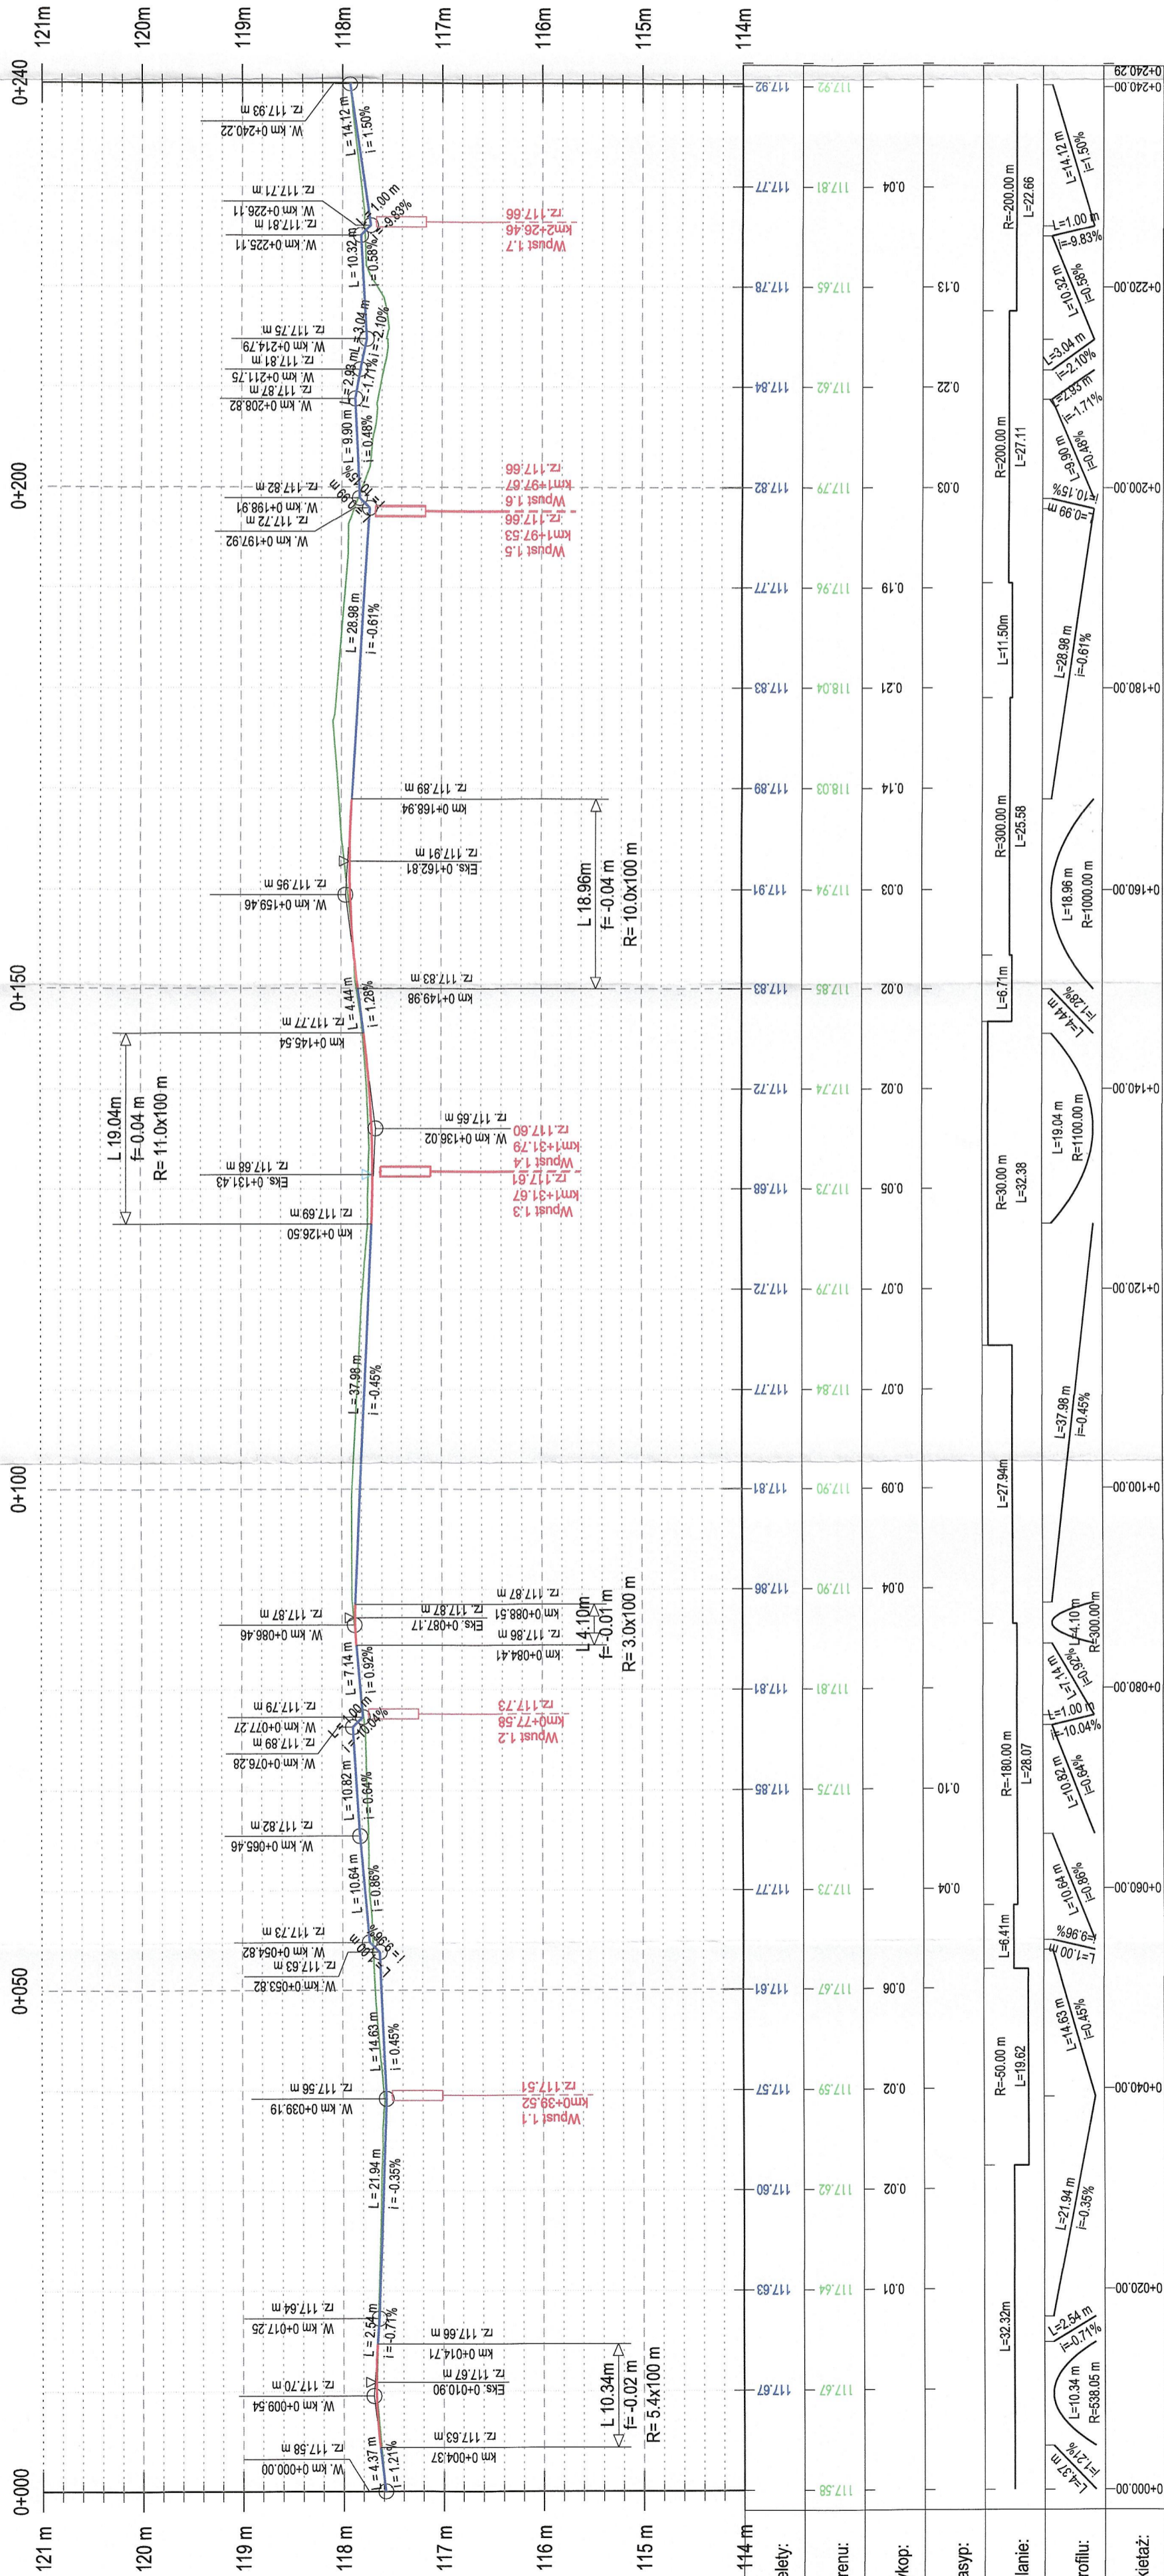 121m
120m
119m
118m
117m
116m
115m
114m
0+240
0+200
0+150
0+100
0+050
0+000
121 m
120 m
119 m
118 m
117 m
116 m
115 m
114 m
W. km 0+000.00
rz. 117.58 m
L = 4.37 m
i = 1.21%
km 0+004.37
rz. 117.63 m
W. km 0+009.54
rz. 117.70 m
Eks. 0+010.90
rz. 117.67 m
km 0+014.71
rz. 117.66 m
L 10.34m
f= -0.02 m
R= 5.4x100 m
L = 2.54 m
i = -0.71%
W. km 0+017.25
rz. 117.64 m
L = 21.94 m
i = -0.35%
W. km 0+039.19
rz. 117.56 m
Wpust 1.1
km0+39.52
rz.117.51
L = 14.63 m
i = 0.45%
W. km 0+053.82
rz. 117.63 m
L = 1.00 m
i = 9.96%
W. km 0+054.82
rz. 117.73 m
L = 10.64 m
i = 0.86%
W. km 0+065.46
rz. 117.82 m
L = 10.82 m
i = 0.64%
W. km 0+076.28
rz. 117.89 m
L = 1.00 m
i = -10.04%
W. km 0+077.27
rz. 117.79 m
Wpust 1.2
km0+77.58
rz.117.73
L = 7.14 m
i = 0.92%
km 0+084.41
rz. 117.86 m
W. km 0+086.46
rz. 117.87 m
Eks. 0+087.17
rz. 117.87 m
km 0+088.51
rz. 117.87 m
L 4.10m
f= -0.01 m
R= 3.0x100 m
L = 37.98 m
i = -0.45%
km 0+126.50
rz. 117.69 m
Eks. 0+131.43
rz. 117.68 m
L 19.04m
f=-0.04 m
R= 11.0x100 m
Wpust 1.3
km1+31.67
rz.117.61
Wpust 1.4
km1+31.79
rz.117.60
W. km 0+136.02
rz. 117.65 m
km 0+145.54
rz. 117.77 m
L = 4.44 m
i = 1.28%
km 0+149.98
rz. 117.83 m
W. km 0+159.46
rz. 117.95 m
Eks. 0+162.81
rz. 117.91 m
km 0+168.94
rz. 117.89 m
L 18.96m
f= -0.04 m
R= 10.0x100 m
L = 28.98 m
i = -0.61%
W. km 0+197.92
rz. 117.72 m
W. km 0+198.91
rz. 117.82 m
Wpust 1.5
km1+97.53
rz.117.66
Wpust 1.6
km1+97.67
rz.117.66
L = 9.90 m
i = 0.48%
W. km 0+208.82
rz. 117.87 m
L = 2.93 m
i = -1.71%
W. km 0+211.75
rz. 117.81 m
L = 3.04 m
i = -2.10%
W. km 0+214.79
rz. 117.75 m
L = 10.32 m
i = 0.58%
W. km 0+225.11
rz. 117.81 m
L = 1.00 m
i = -9.83%
W. km 0+226.11
rz. 117.71 m
Wpust 1.7
km2+26.46
rz.117.66
L = 14.12 m
i = 1.50%
W. km 0+240.22
rz. 117.93 m
elety: 117.58 117.67 117.63 117.60 117.57 117.61 117.77 117.85 117.81 117.86 117.81 117.77 117.72 117.68 117.72 117.83 117.91 117.89 117.83 117.77 117.82 117.84 117.78 117.77 117.92
renu: 117.58 117.67 117.64 117.62 117.59 117.67 117.73 117.75 117.81 117.90 117.90 117.84 117.79 117.73 117.74 117.85 117.94 118.03 118.04 117.96 117.79 117.62 117.65 117.81 117.92
ykop: 0.01 0.02 0.02 0.06 0.04 0.09 0.07 0.07 0.05 0.02 0.02 0.03 0.14 0.21 0.19 0.04
asyp: 0.04 0.10 0.03 0.22 0.13
lanie: L=32.32m
R=-50.00 m
L=19.62
L=6.41m
R=-180.00 m
L=28.07
L=27.94m
R=30.00 m
L=32.38
L=6.71m
R=300.00 m
L=25.58
L=11.50m
R=200.00 m
L=27.11
R=-200.00 m
L=22.66
rofilu: L=4.37 m
i=1.21%
L=10.34 m
R=538.05 m
L=2.54 m
i=-0.71%
L=21.94 m
i=-0.35%
L=14.63 m
i=0.45%
L=1.00 m
i=9.96%
L=10.64 m
i=0.86%
L=10.82 m
i=0.64%
L=1.00 m
i=-10.04%
L=7.14 m
i=0.92%
L=4.10 m
R=300.00 m
L=37.98 m
i=-0.45%
L=19.04 m
R=1100.00 m
L=4.44 m
i=1.28%
L=18.96 m
R=1000.00 m
L=28.98 m
i=-0.61%
L=0.99 m
i=10.15%
L=9.90 m
i=0.48%
L=2.93 m
i=-1.71%
L=3.04 m
i=-2.10%
L=10.32 m
i=0.58%
L=1.00 m
i=-9.83%
L=14.12 m
i=1.50%
kietaż: 0+000.00 0+020.00 0+040.00 0+060.00 0+080.00 0+100.00 0+120.00 0+140.00 0+160.00 0+180.00 0+200.00 0+220.00 0+240.00 0+240.29